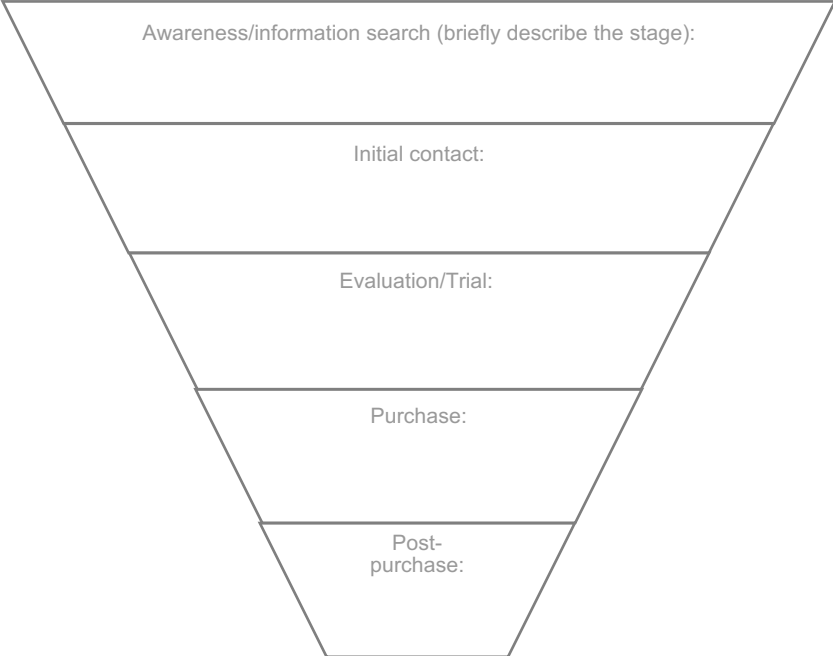 Awareness/information search (briefly describe the stage):
Initial contact:
Evaluation/Trial:
Purchase:
Post-
purchase: